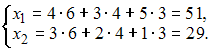 x₁ = 4·6 + 3·4 + 5·3 = 51,
x₂ = 3·6 + 2·4 + 1·3 = 29.